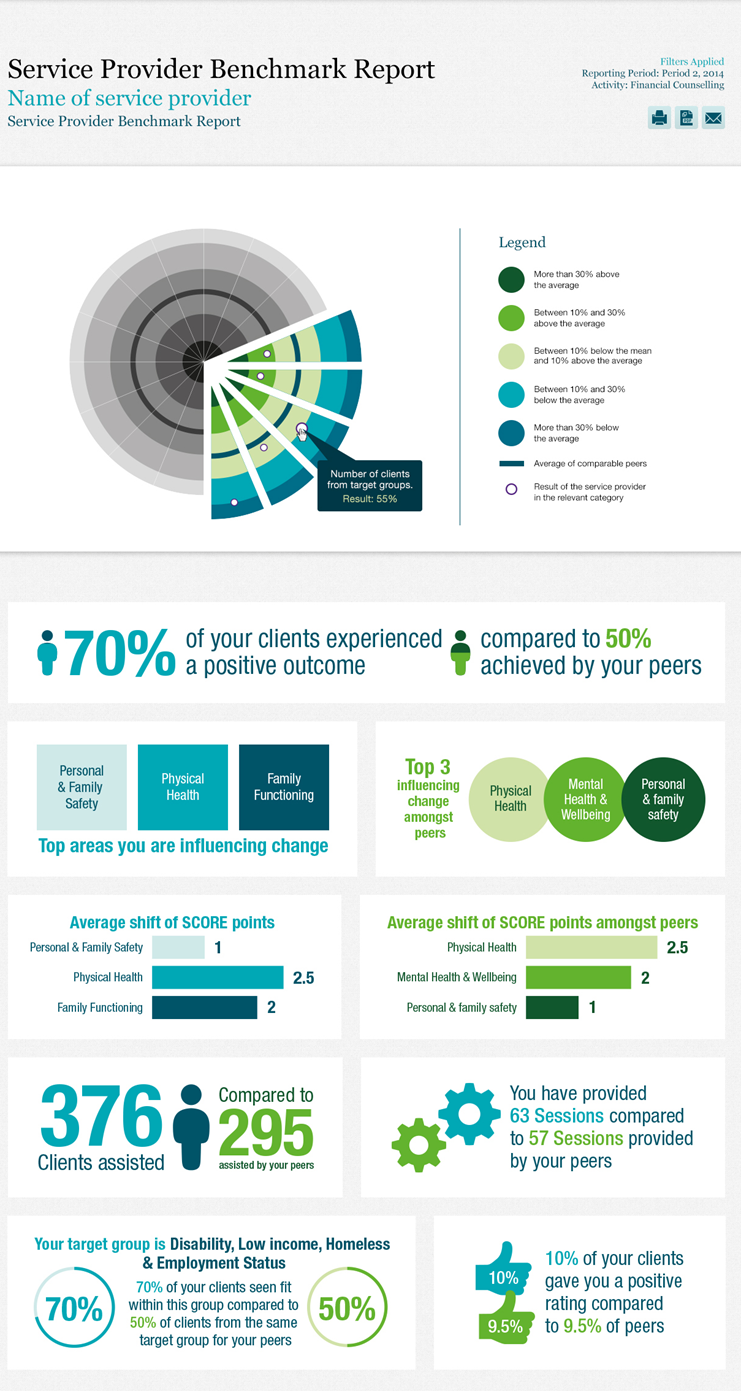 Service Provider Benchmark Report
Name of service provider
Service Provider Benchmark Report
Filters Applied
Reporting Period: Period 2, 2014
Activity: Financial Counselling
Legend
More than 30% above
the average
Between 10% and 30%
above the average
Between 10% below the mean
and 10% above the average
Between 10% and 30%
below the average
More than 30% below
the average
Average of comparable peers
Result of the service provider
in the relevant category
Number of clients
from target groups.
Result: 55%
70%
of your clients experienced
a positive outcome
compared to 50%
achieved by your peers
Personal
& Family
Safety
Physical
Health
Family
Functioning
Top areas you are influencing change
Top 3
influencing
change
amongst
peers
Physical
Health
Mental
Health &
Wellbeing
Personal
& family
safety
Average shift of SCORE points
Personal & Family Safety 1
Physical Health 2.5
Family Functioning 2
Average shift of SCORE points amongst peers
Physical Health 2.5
Mental Health & Wellbeing 2
Personal & family safety 1
376
Clients assisted
Compared to
295
assisted by your peers
You have provided
63 Sessions compared
to 57 Sessions provided
by your peers
Your target group is Disability, Low income, Homeless
& Employment Status
70%
70% of your clients seen fit
within this group compared to
50% of clients from the same
target group for your peers
50%
10%
9.5%
10% of your clients
gave you a positive
rating compared
to 9.5% of peers